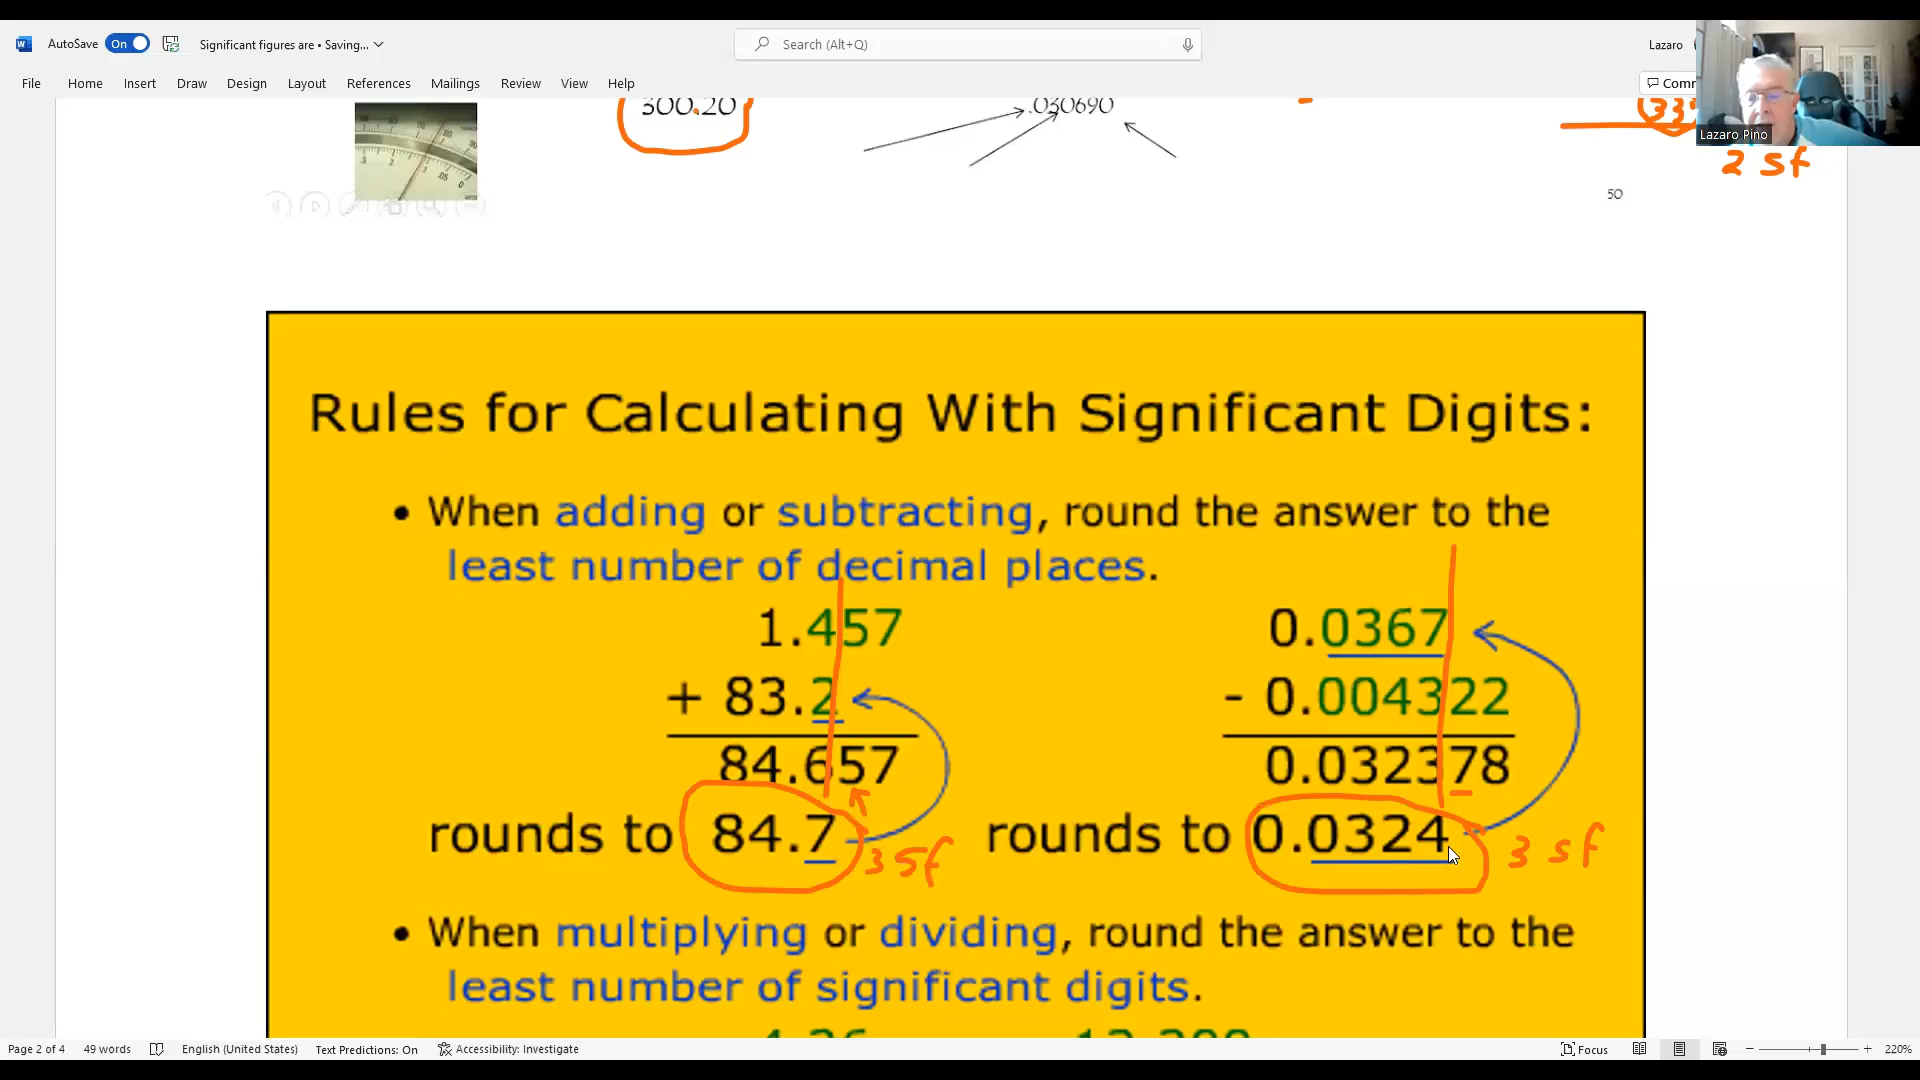 AutoSave On Significant figures are • Saving... Search (Alt+Q) Lazaro
File Home Insert Draw Design Layout References Mailings Review View Help
300.20 .030690
Lazaro Pino
2 sf
50
Rules for Calculating With Significant Digits:
• When adding or subtracting, round the answer to the
least number of decimal places.
1.457 0.0367
+ 83.2 - 0.004322
84.657 0.032378
rounds to 84.7 3 sf rounds to 0.0324 3 sf
• When multiplying or dividing, round the answer to the
least number of significant digits.
Page 2 of 4 49 words English (United States) Text Predictions: On Accessibility: Investigate Focus 220%